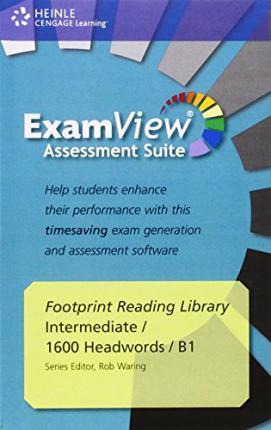 HEINLE
CENGAGE Learning™
ExamView®
Assessment Suite
Help students enhance
their performance with this
timesaving exam generation
and assessment software
Footprint Reading Library
Intermediate /
1600 Headwords / B1
Series Editor, Rob Waring